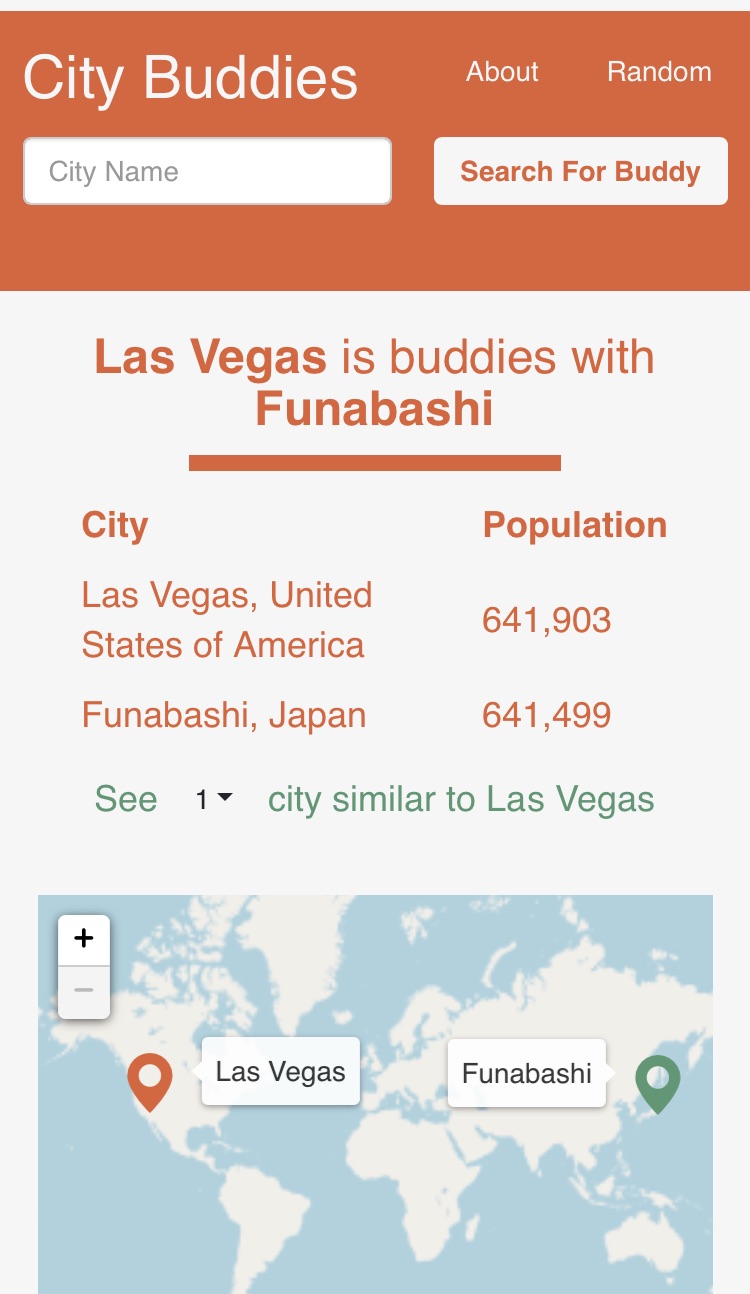 City Buddies
About
Random
City Name
Search For Buddy
Las Vegas is buddies with
Funabashi
City
Population
Las Vegas, United
States of America
641,903
Funabashi, Japan
641,499
See 1 city similar to Las Vegas
+
−
Las Vegas
Funabashi